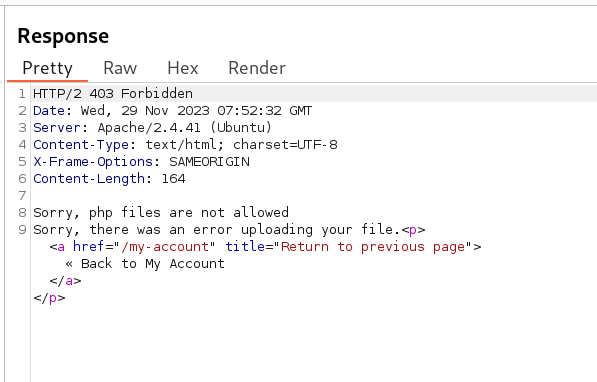 Response
Pretty Raw Hex Render
1 HTTP/2 403 Forbidden
2 Date: Wed, 29 Nov 2023 07:52:32 GMT
3 Server: Apache/2.4.41 (Ubuntu)
4 Content-Type: text/html; charset=UTF-8
5 X-Frame-Options: SAMEORIGIN
6 Content-Length: 164
7
8 Sorry, php files are not allowed
9 Sorry, there was an error uploading your file.<p>
<a href="/my-account" title="Return to previous page">
« Back to My Account
</a>
</p>